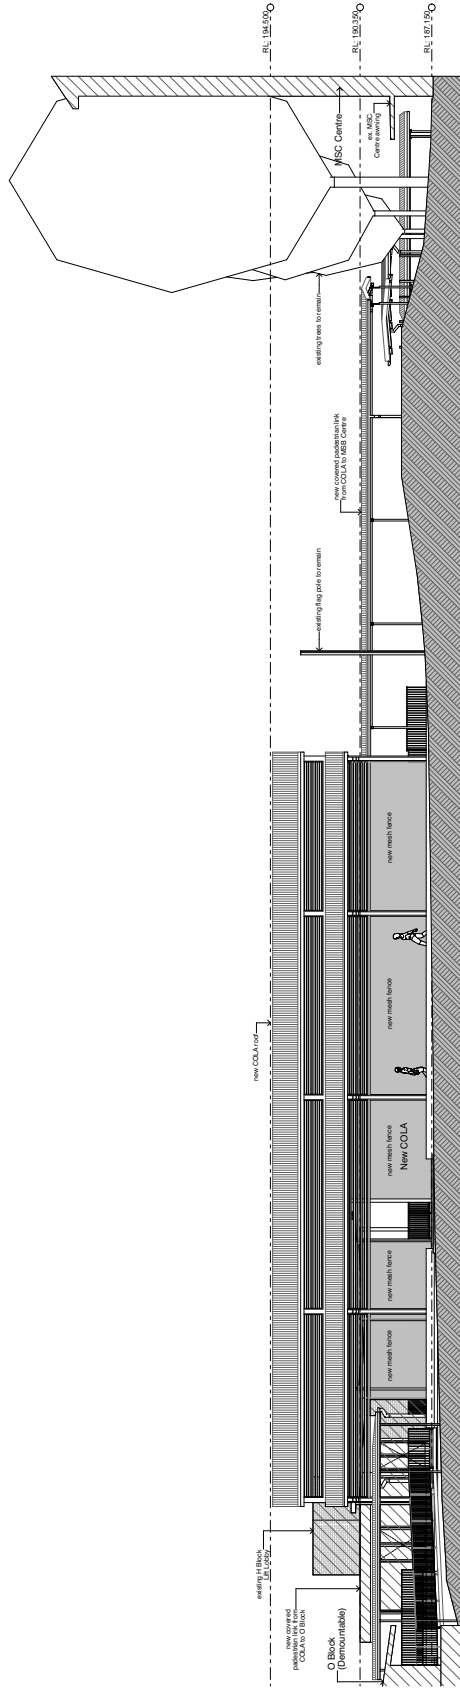 RL: 194.500
RL: 190.350
RL: 187.150
MSC Centre
ex. MSC
Centre awning
existing trees to remain
new covered padestrian link
from COLA to MSB Centre
existing flag pole to remain
new COLA roof
new mesh fence
new mesh fence
new mesh fence
New COLA
new mesh fence
new mesh fence
existing H Block
Lift Lobby
new covered
padestrian link from
COLA to O Block
O Block
(Demountable)